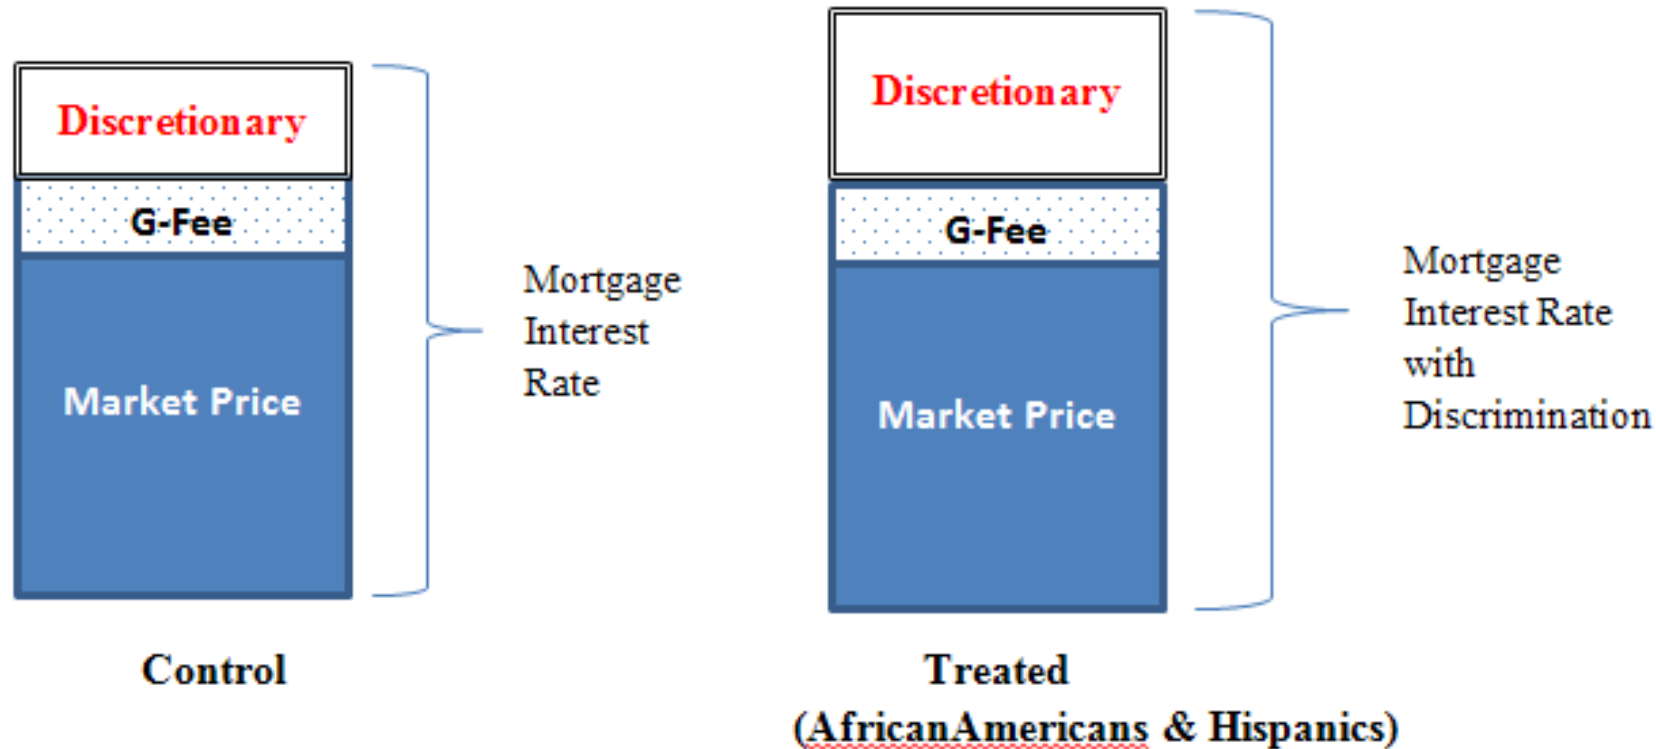 Discretionary
G-Fee
Market Price
Mortgage
Interest
Rate
Control
Discretionary
G-Fee
Market Price
Mortgage
Interest Rate
with
Discrimination
Treated
(AfricanAmericans & Hispanics)